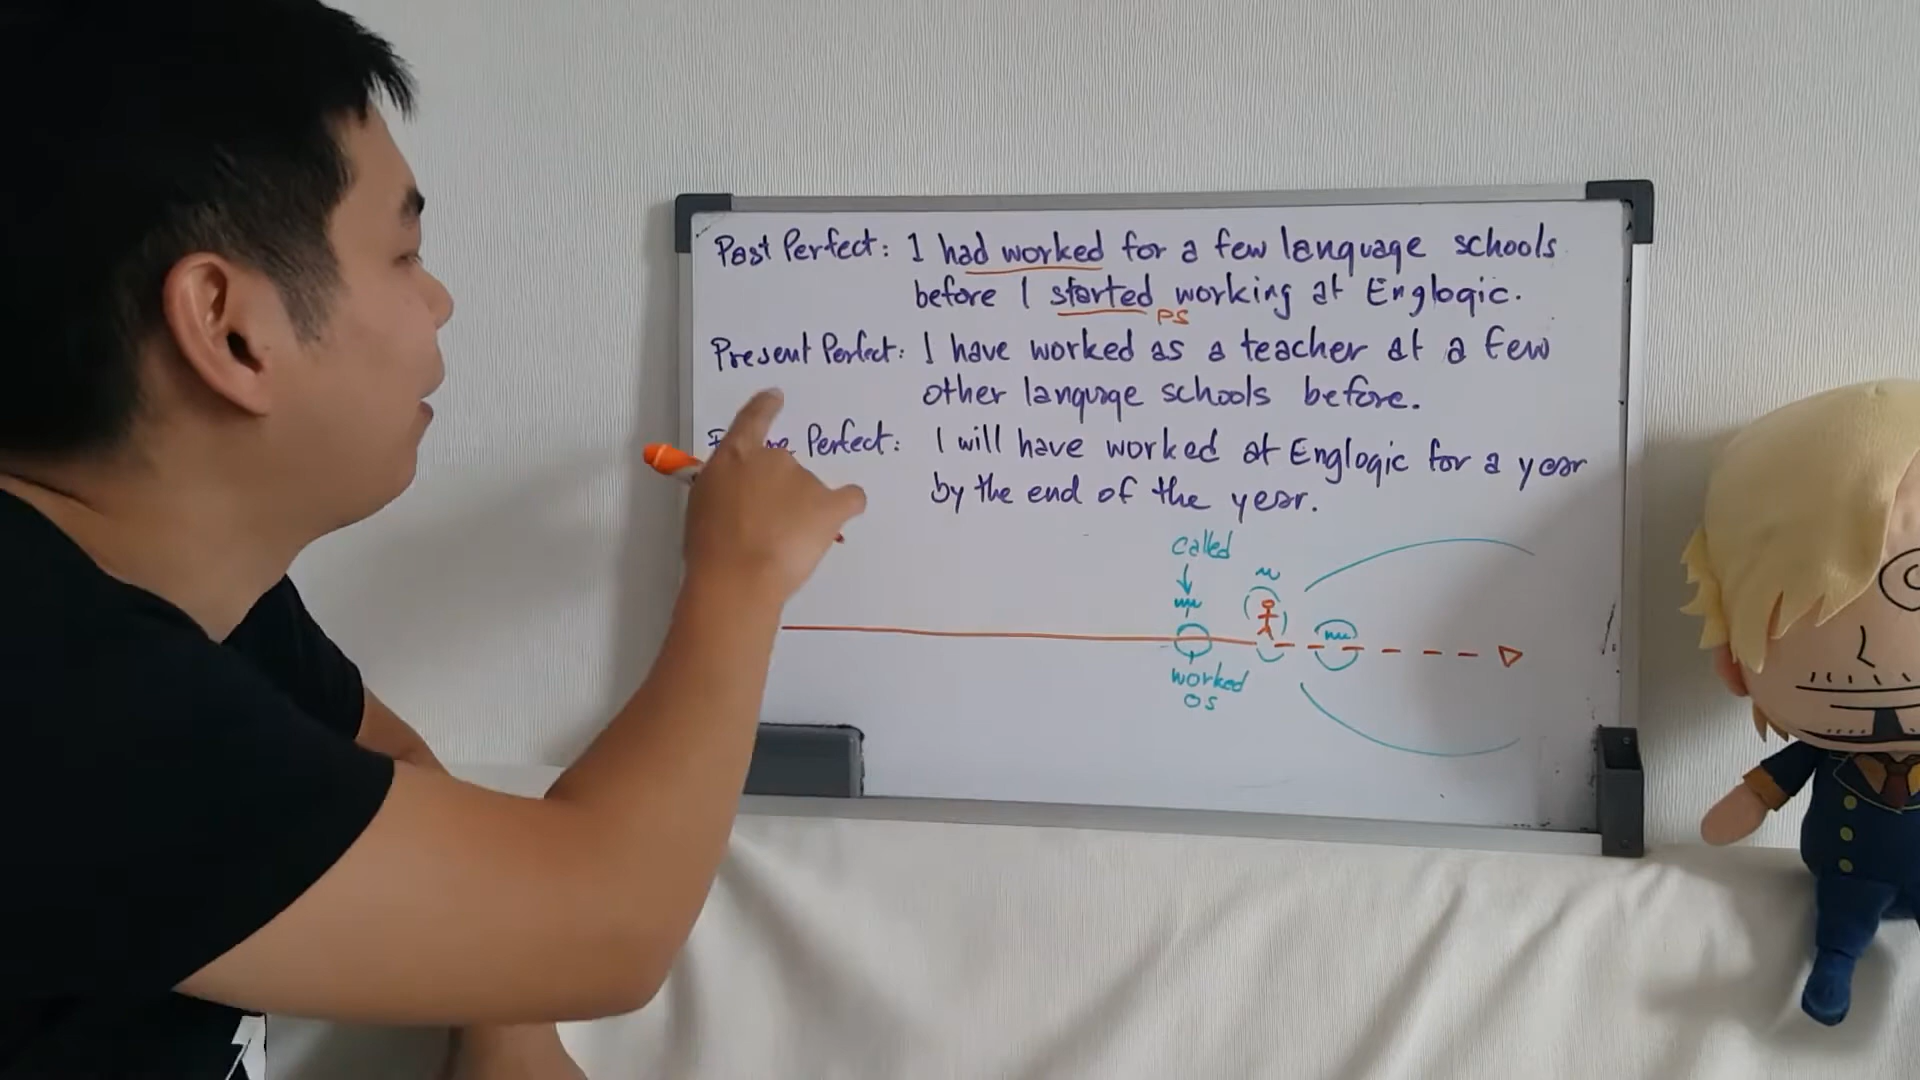 Past Perfect: I had worked for a few language schools
before I started working at Englogic.
PS
Present Perfect: I have worked as a teacher at a few
other language schools before.
Perfect: I will have worked at Englogic for a year
by the end of the year.
called
worked